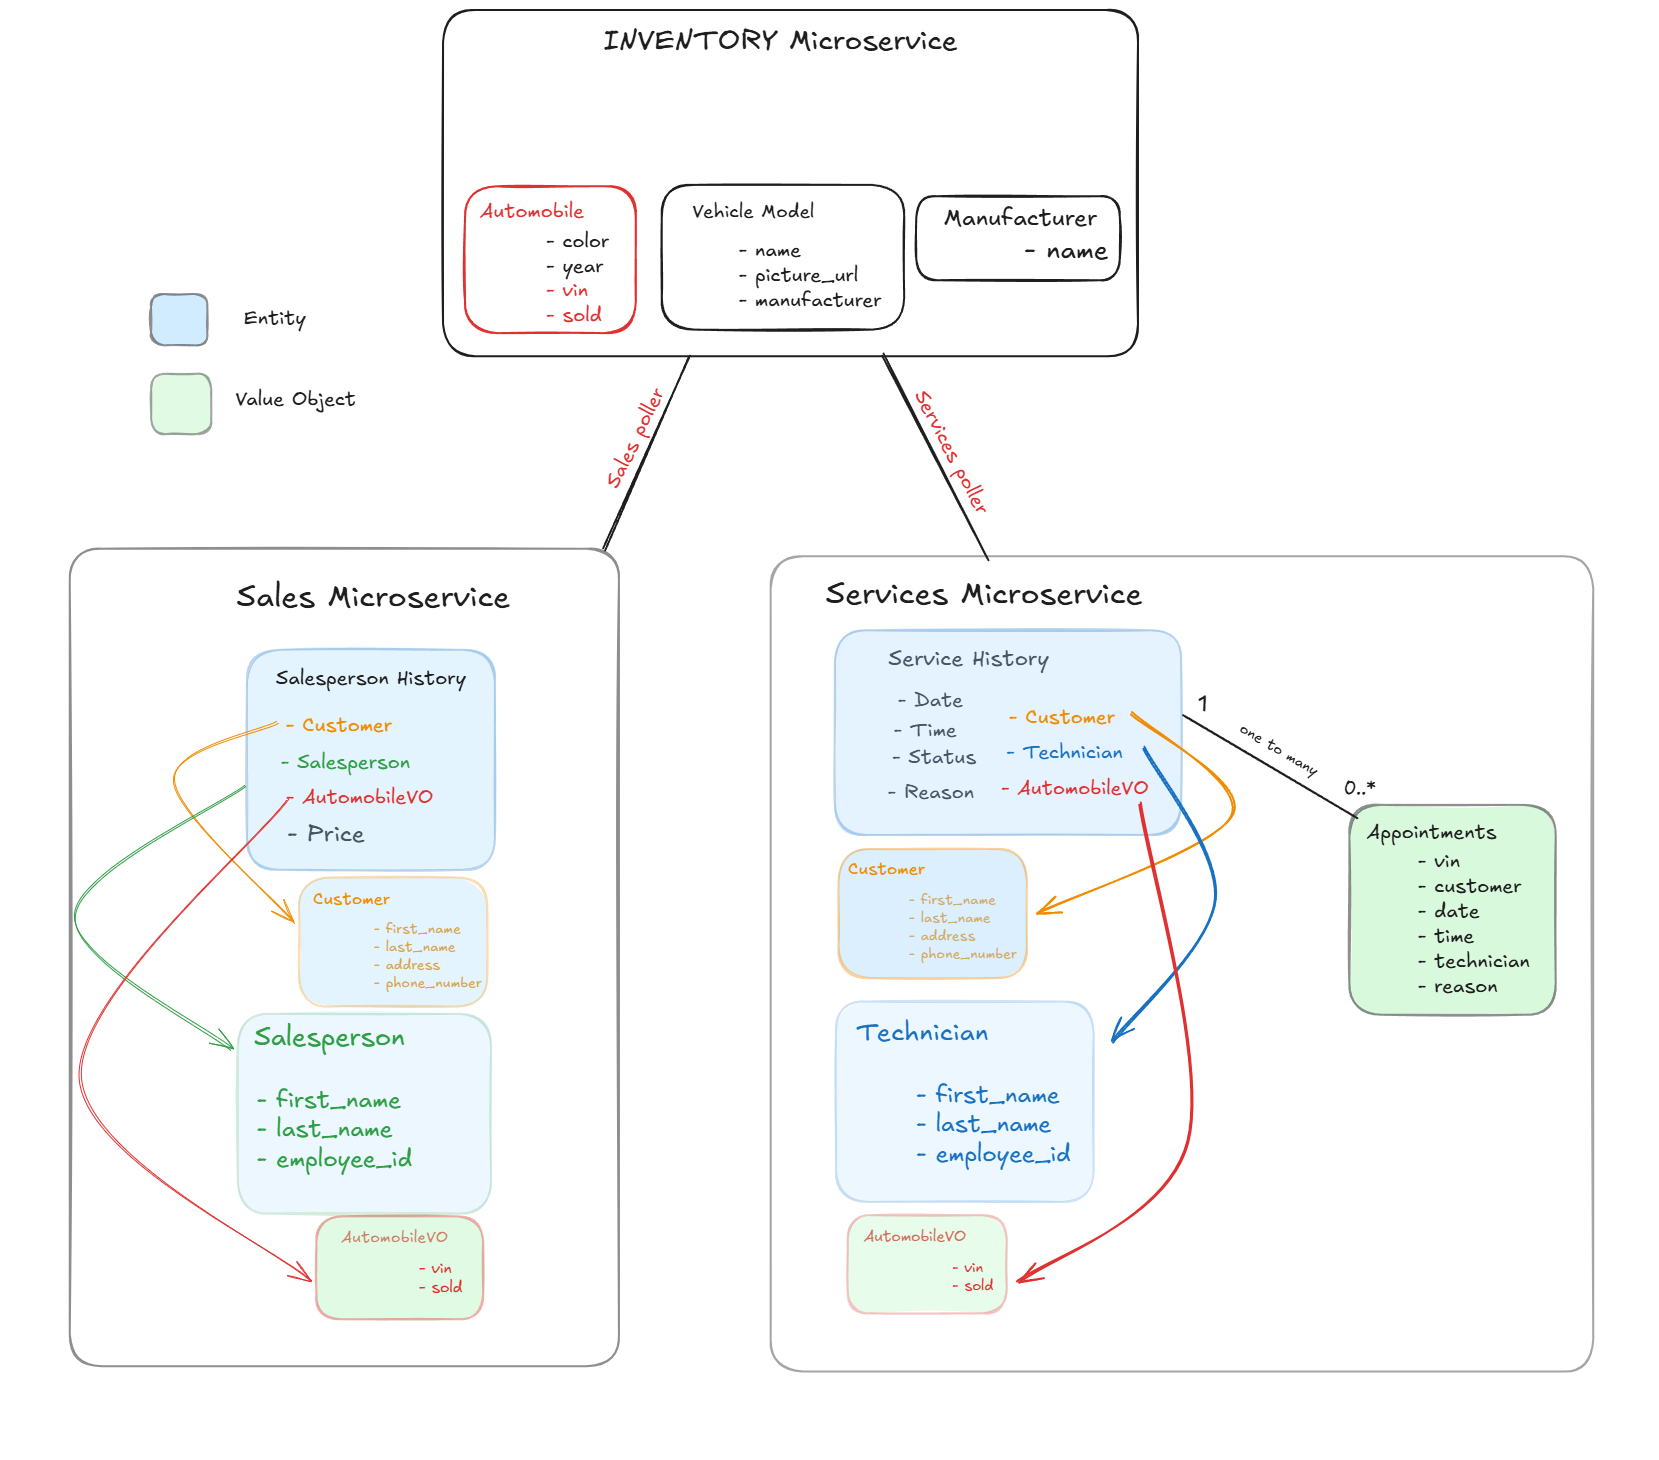 INVENTORY Microservice
Automobile
- color
- year
- vin
- sold
Vehicle Model
- name
- picture_url
- manufacturer
Manufacturer
- name
Entity
Value Object
Sales poller
Services poller
Sales Microservice
Salesperson History
- Customer
- Salesperson
- AutomobileVO
- Price
Customer
- first_name
- last_name
- address
- phone_number
Salesperson
- first_name
- last_name
- employee_id
AutomobileVO
- vin
- sold
Services Microservice
Service History
- Date
- Time
- Status
- Reason
- Customer
- Technician
- AutomobileVO
1
one to many
0..*
Appointments
- vin
- customer
- date
- time
- technician
- reason
Customer
- first_name
- last_name
- address
- phone_number
Technician
- first_name
- last_name
- employee_id
AutomobileVO
- vin
- sold